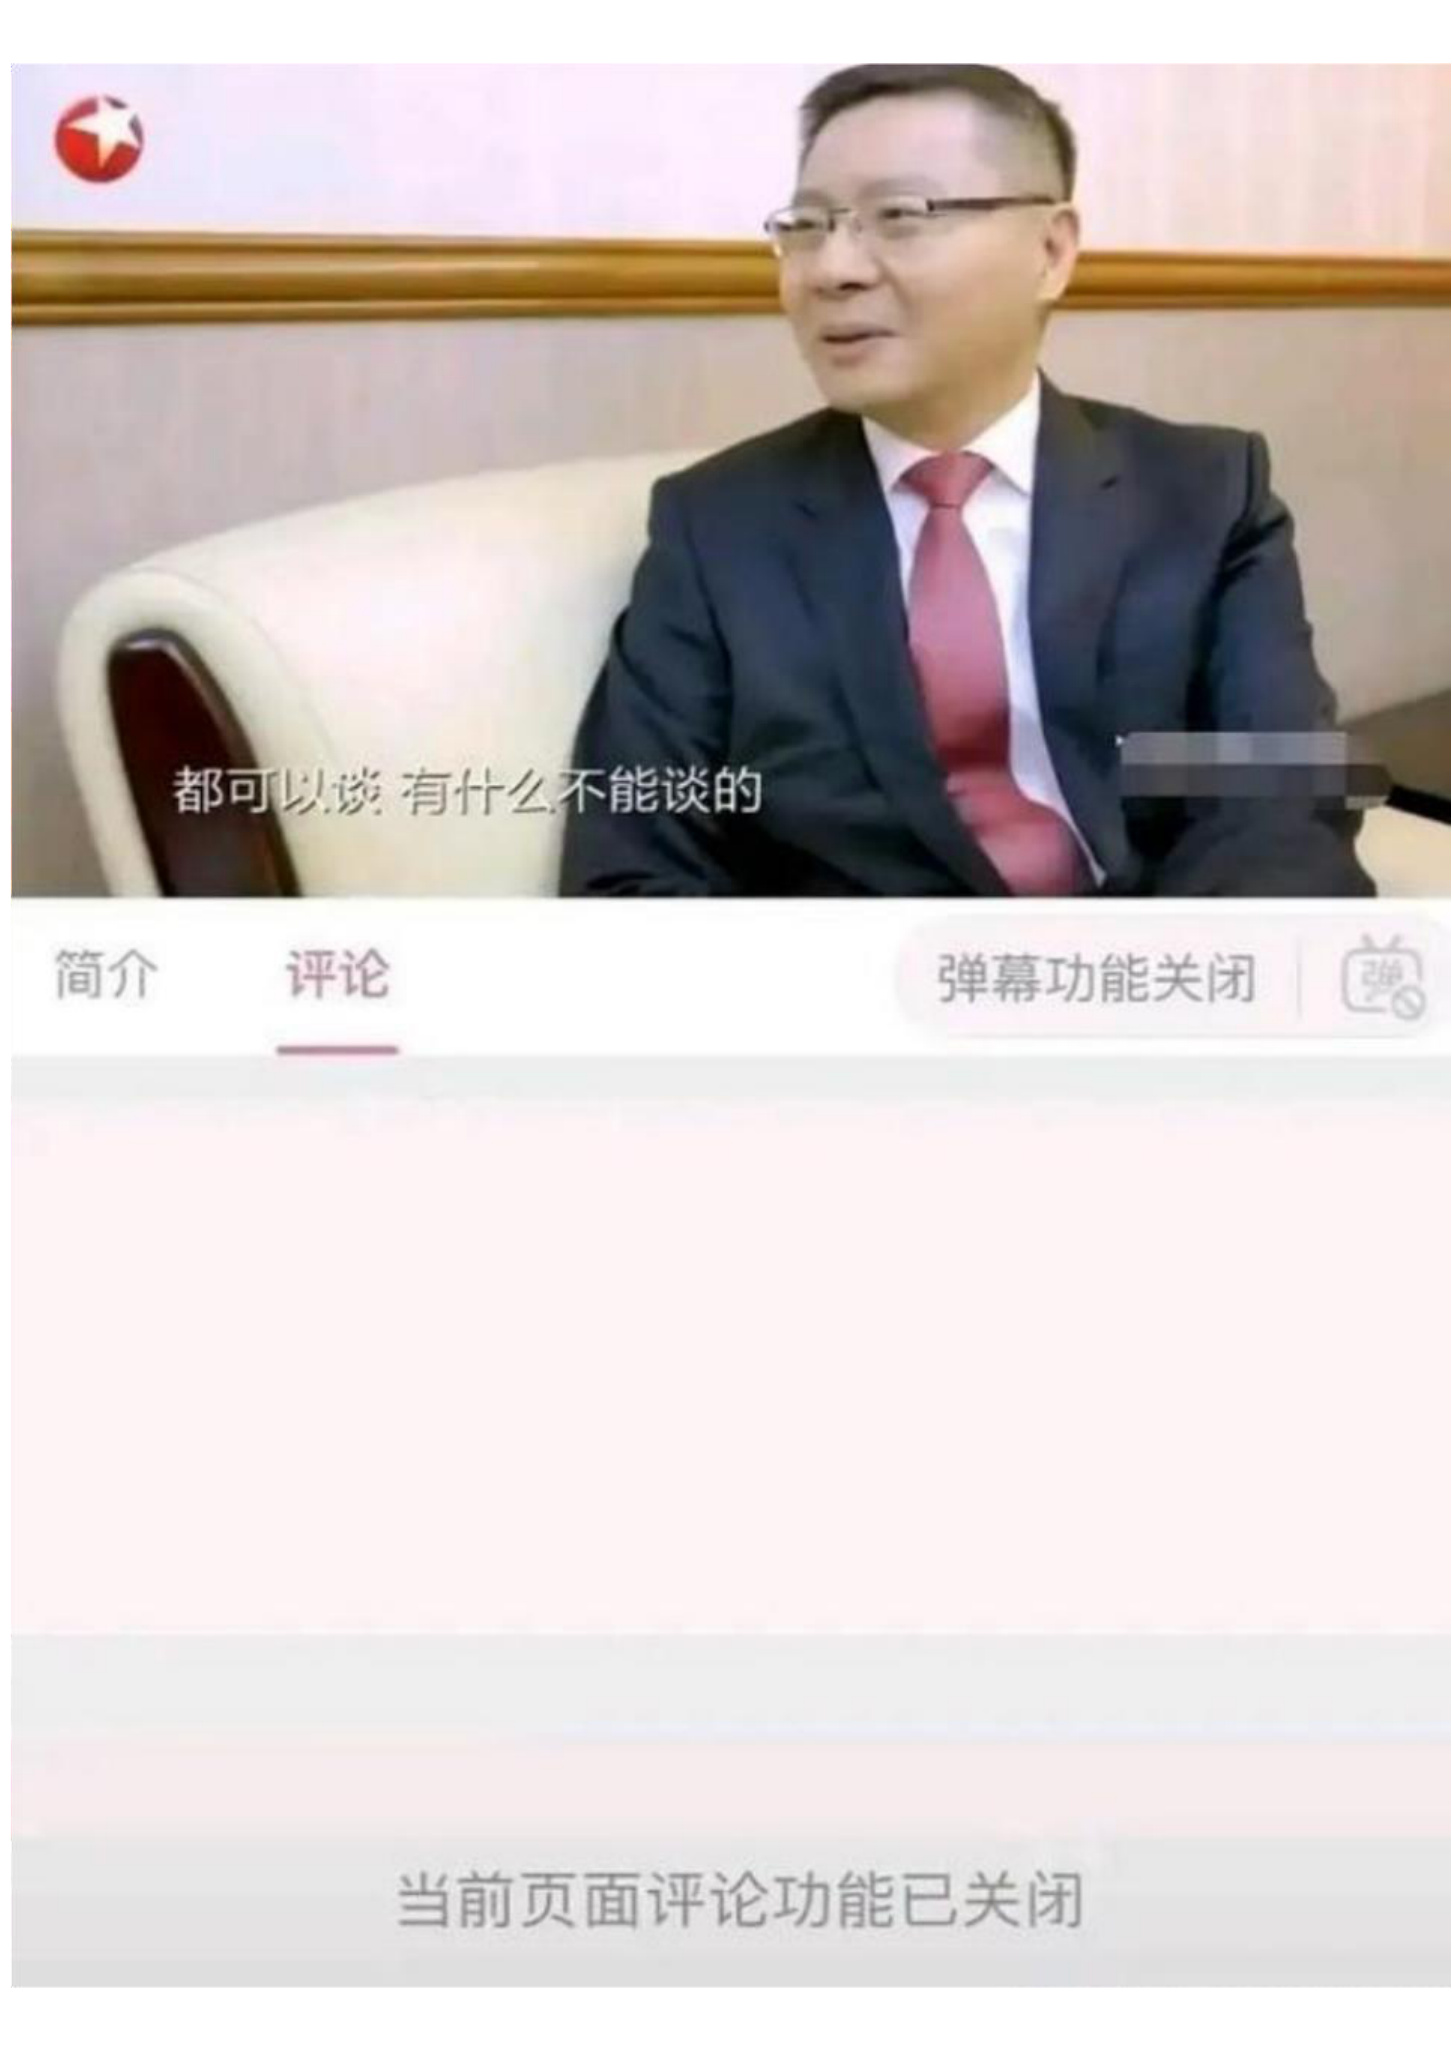 都可以谈 有什么不能谈的
简介 评论 弹幕功能关闭 弹
当前页面评论功能已关闭